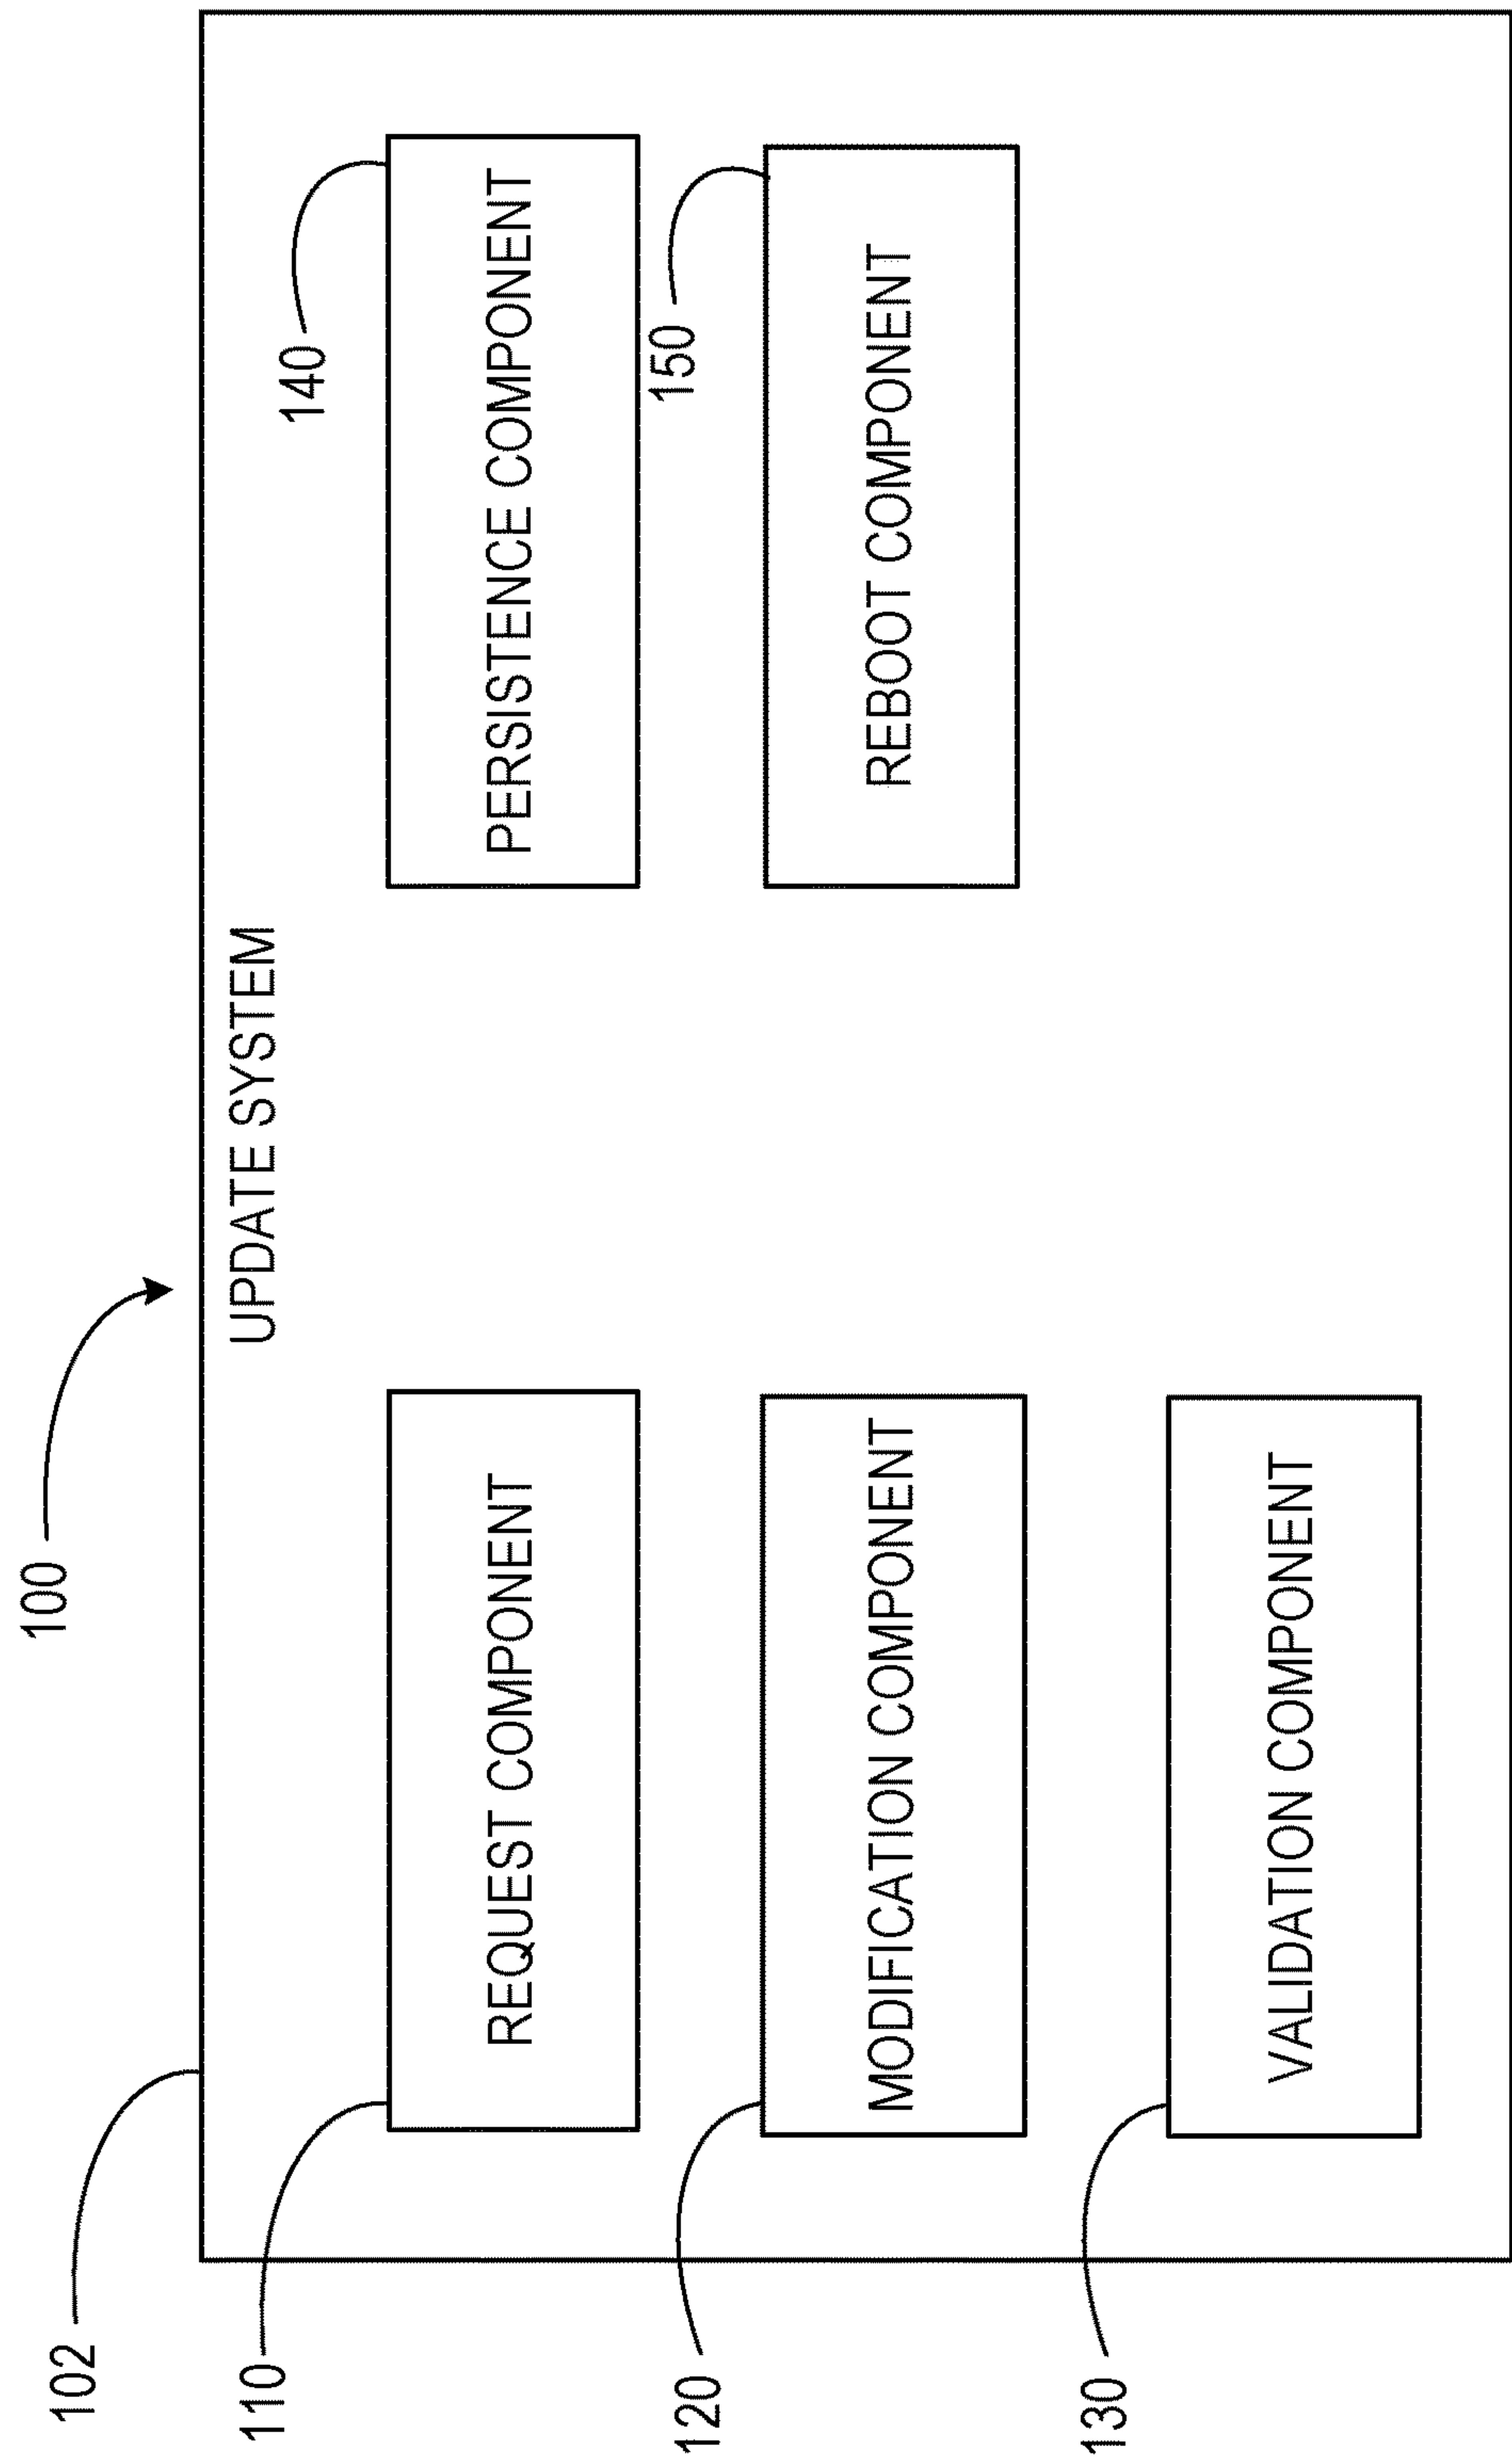 100
102
UPDATE SYSTEM
110
REQUEST COMPONENT
140
PERSISTENCE COMPONENT
120
MODIFICATION COMPONENT
150
REBOOT COMPONENT
130
VALIDATION COMPONENT